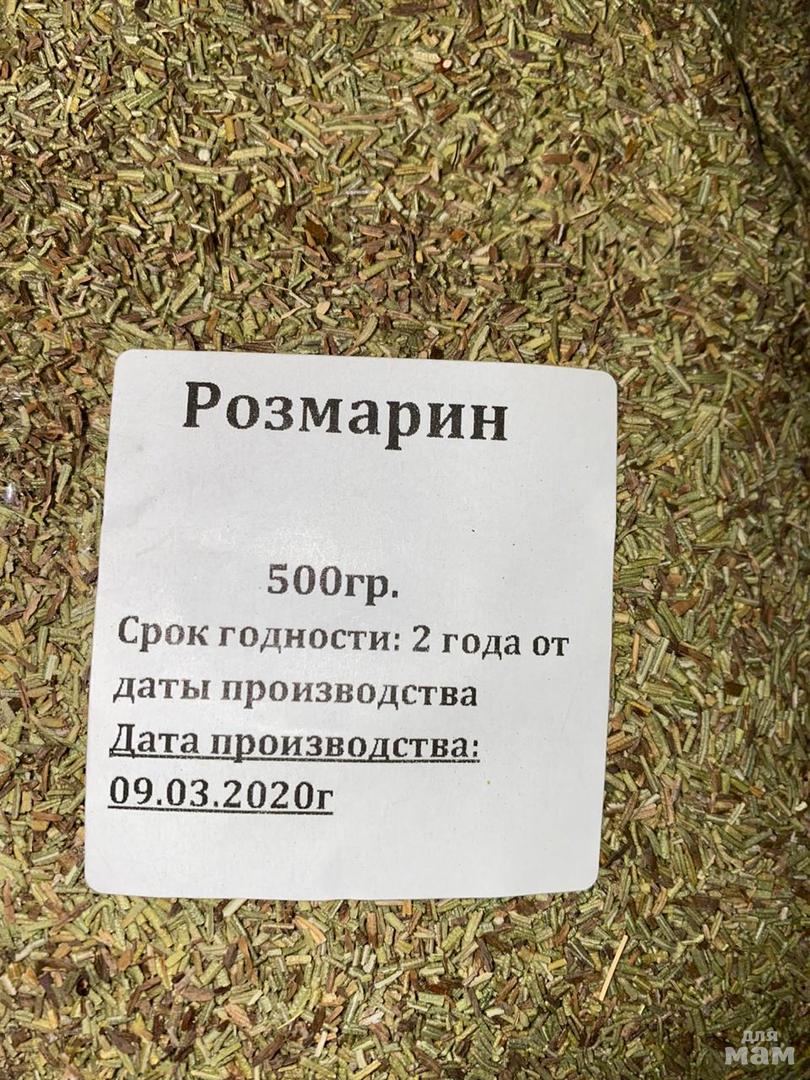 Розмарин
500гр.
Срок годности: 2 года от
даты производства
Дата производства:
09.03.2020г
для
мам